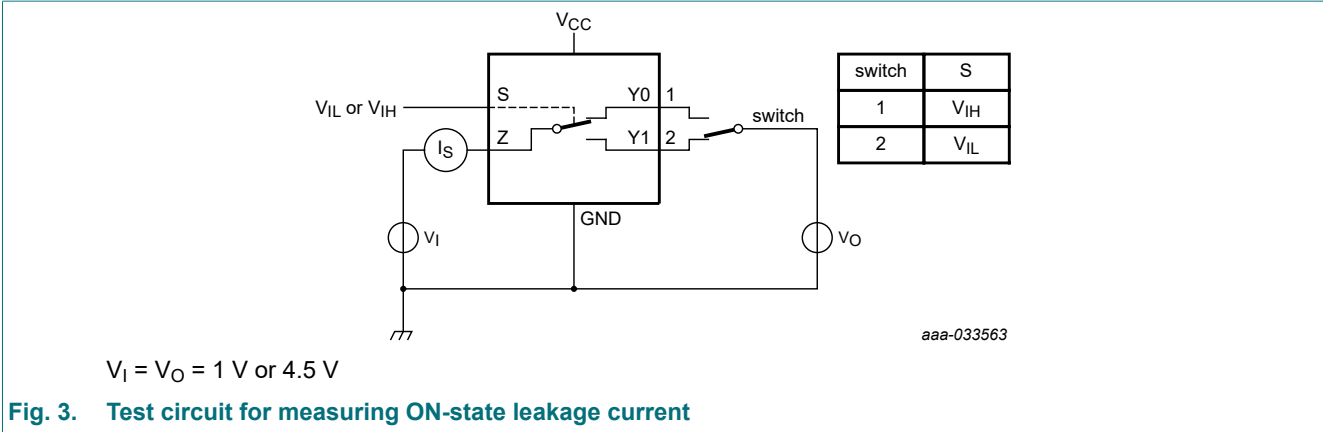 VCC
switch S
1 VIH
2 VIL
S
Y0 1
VIL or VIH
switch
Z
Y1 2
IS
GND
VI
VO
aaa-033563
VI = VO = 1 V or 4.5 V
Fig. 3. Test circuit for measuring ON-state leakage current